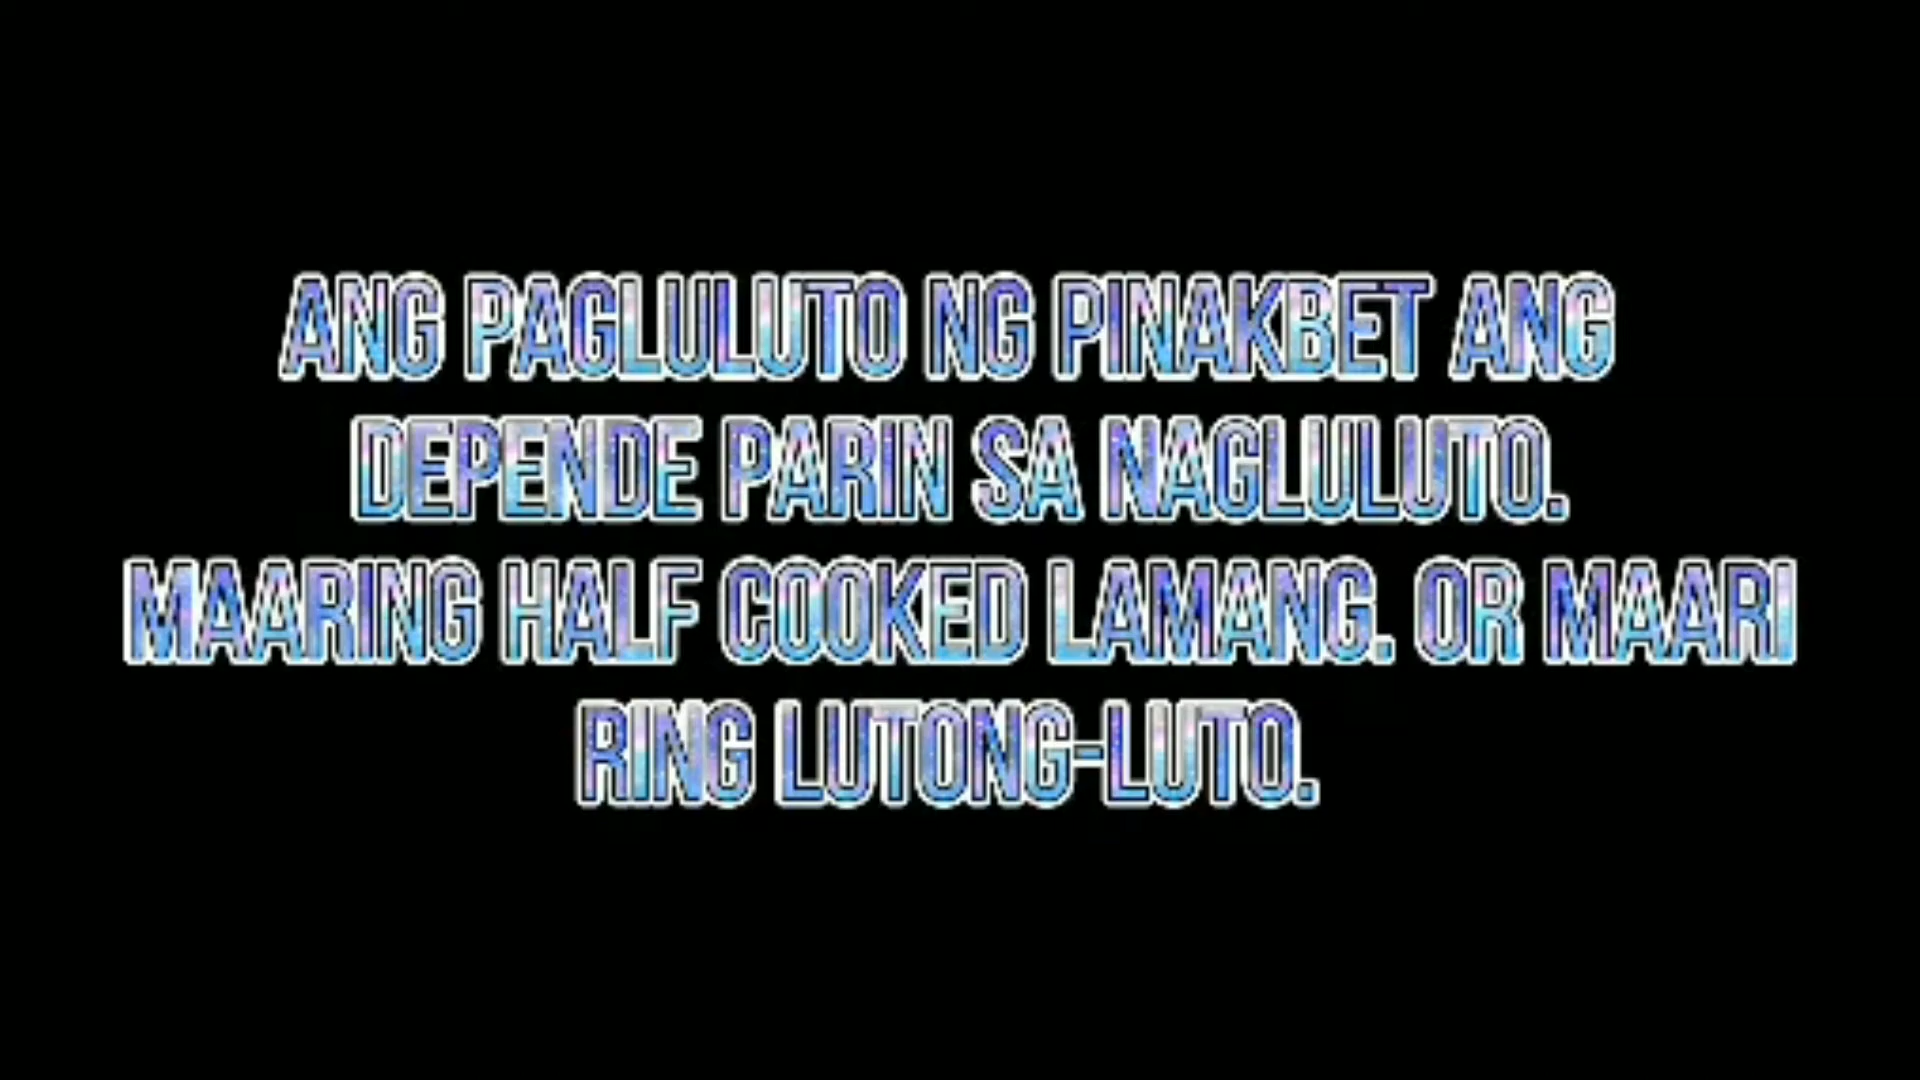 ANG PAGLULUTO NG PINAKBET ANG
DEPENDE PARIN SA NAGLULUTO.
MAARING HALF COOKED LAMANG. OR MAARI
RING LUTONG-LUTO.